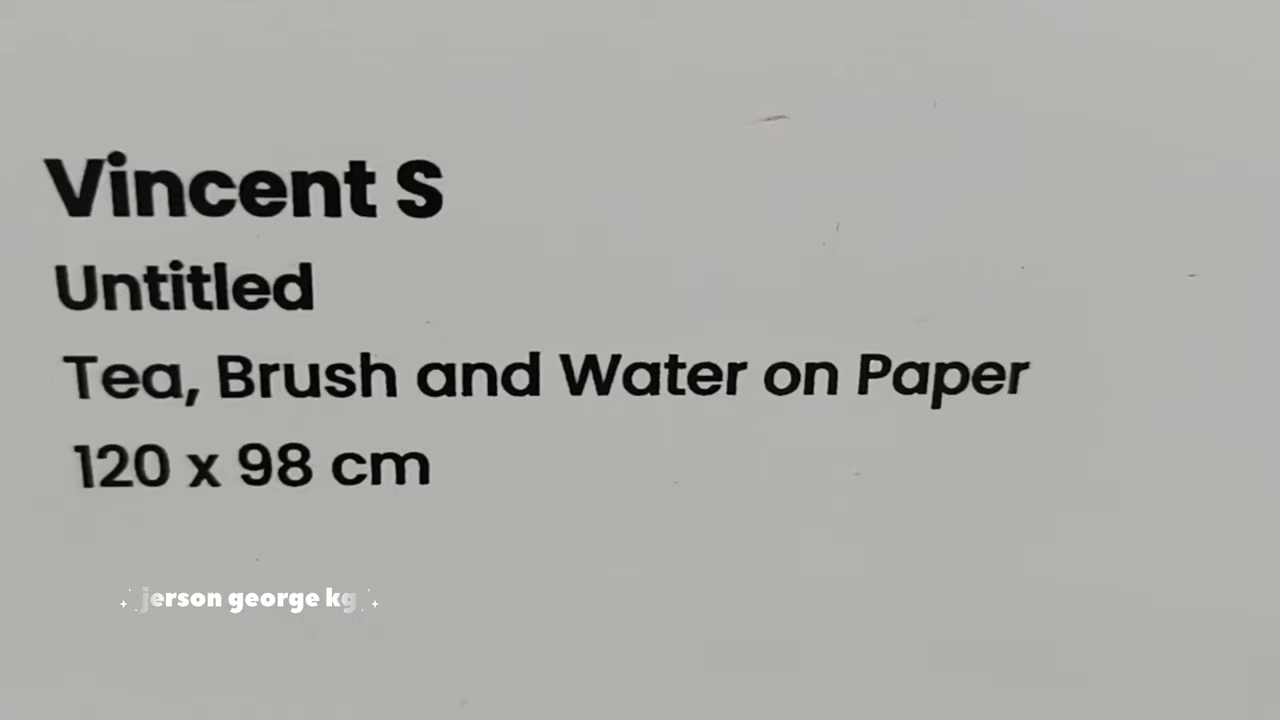 Vincent S
Untitled
Tea, Brush and Water on Paper
120 x 98 cm
jerson george kg